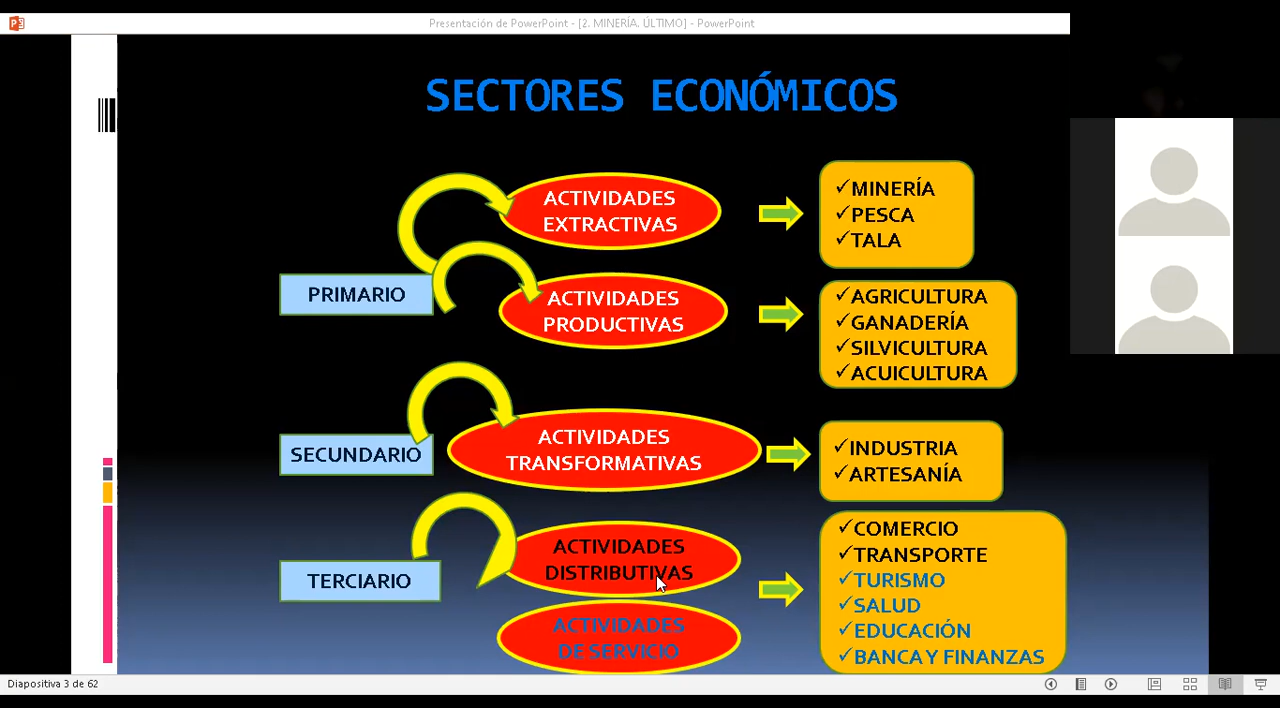 Presentación de PowerPoint - [2. MINERÍA. ÚLTIMO] - PowerPoint
SECTORES ECONÓMICOS
ACTIVIDADES
EXTRACTIVAS
✓MINERÍA
✓PESCA
✓TALA
PRIMARIO
ACTIVIDADES
PRODUCTIVAS
✓AGRICULTURA
✓GANADERÍA
✓SILVICULTURA
✓ACUICULTURA
SECUNDARIO
ACTIVIDADES
TRANSFORMATIVAS
✓INDUSTRIA
✓ARTESANÍA
TERCIARIO
ACTIVIDADES
DISTRIBUTIVAS
ACTIVIDADES
DE SERVICIO
✓COMERCIO
✓TRANSPORTE
✓TURISMO
✓SALUD
✓EDUCACIÓN
✓BANCA Y FINANZAS
Diapositiva 3 de 62